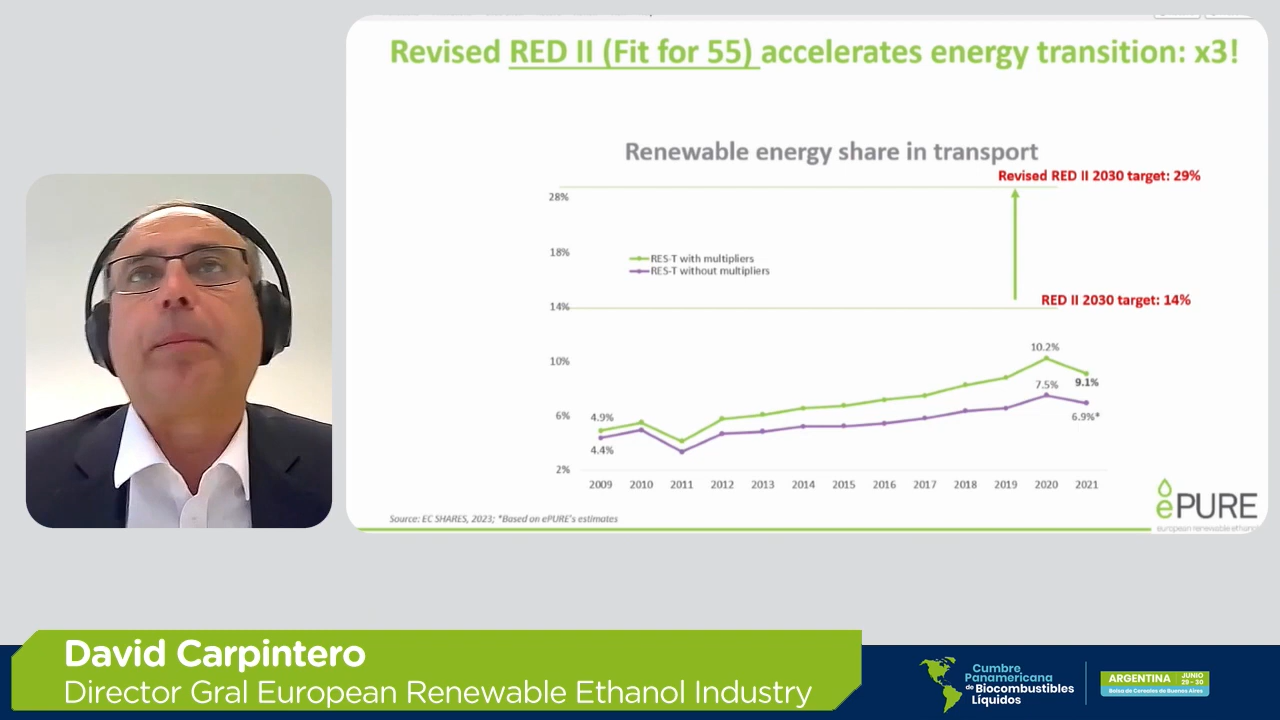 Revised RED II (Fit for 55) accelerates energy transition: x3!
Renewable energy share in transport
Revised RED II 2030 target: 29%
28%
18%
RES-T with multipliers
RES-T without multipliers
RED II 2030 target: 14%
14%
10.2%
10%
7.5%
9.1%
6%
4.9%
6.9%*
4.4%
2%
2009 2010 2011 2012 2013 2014 2015 2016 2017 2018 2019 2020 2021
Source: EC SHARES, 2023; *Based on ePURE's estimates
ePURE
european renewable ethanol
David Carpintero
Director Gral European Renewable Ethanol Industry
Cumbre
Panamericana
de Biocombustibles
Líquidos
ARGENTINA
JUNIO
29 - 30
Bolsa de Cereales de Buenos Aires